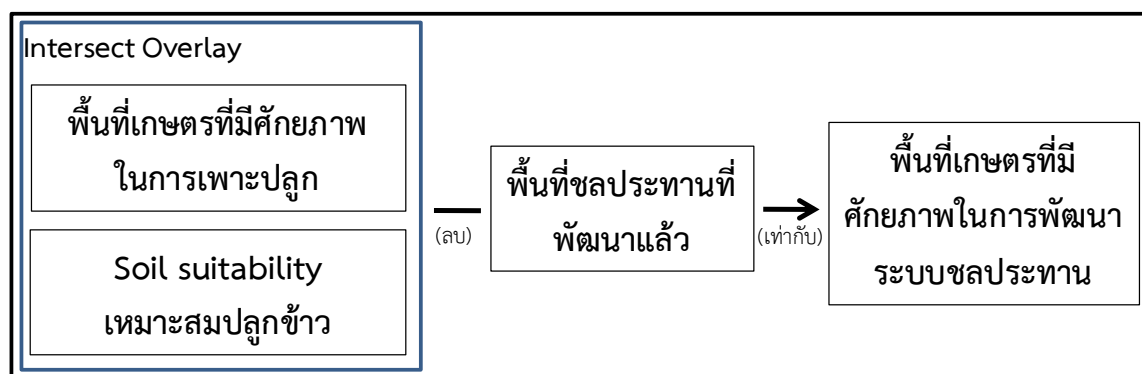 Intersect Overlay
พื้นที่เกษตรที่มีศักยภาพ
ในการเพาะปลูก
Soil suitability
เหมาะสมปลูกข้าว
(ลบ)
พื้นที่ชลประทานที่
พัฒนาแล้ว
(เท่ากับ)
พื้นที่เกษตรที่มี
ศักยภาพในการพัฒนา
ระบบชลประทาน